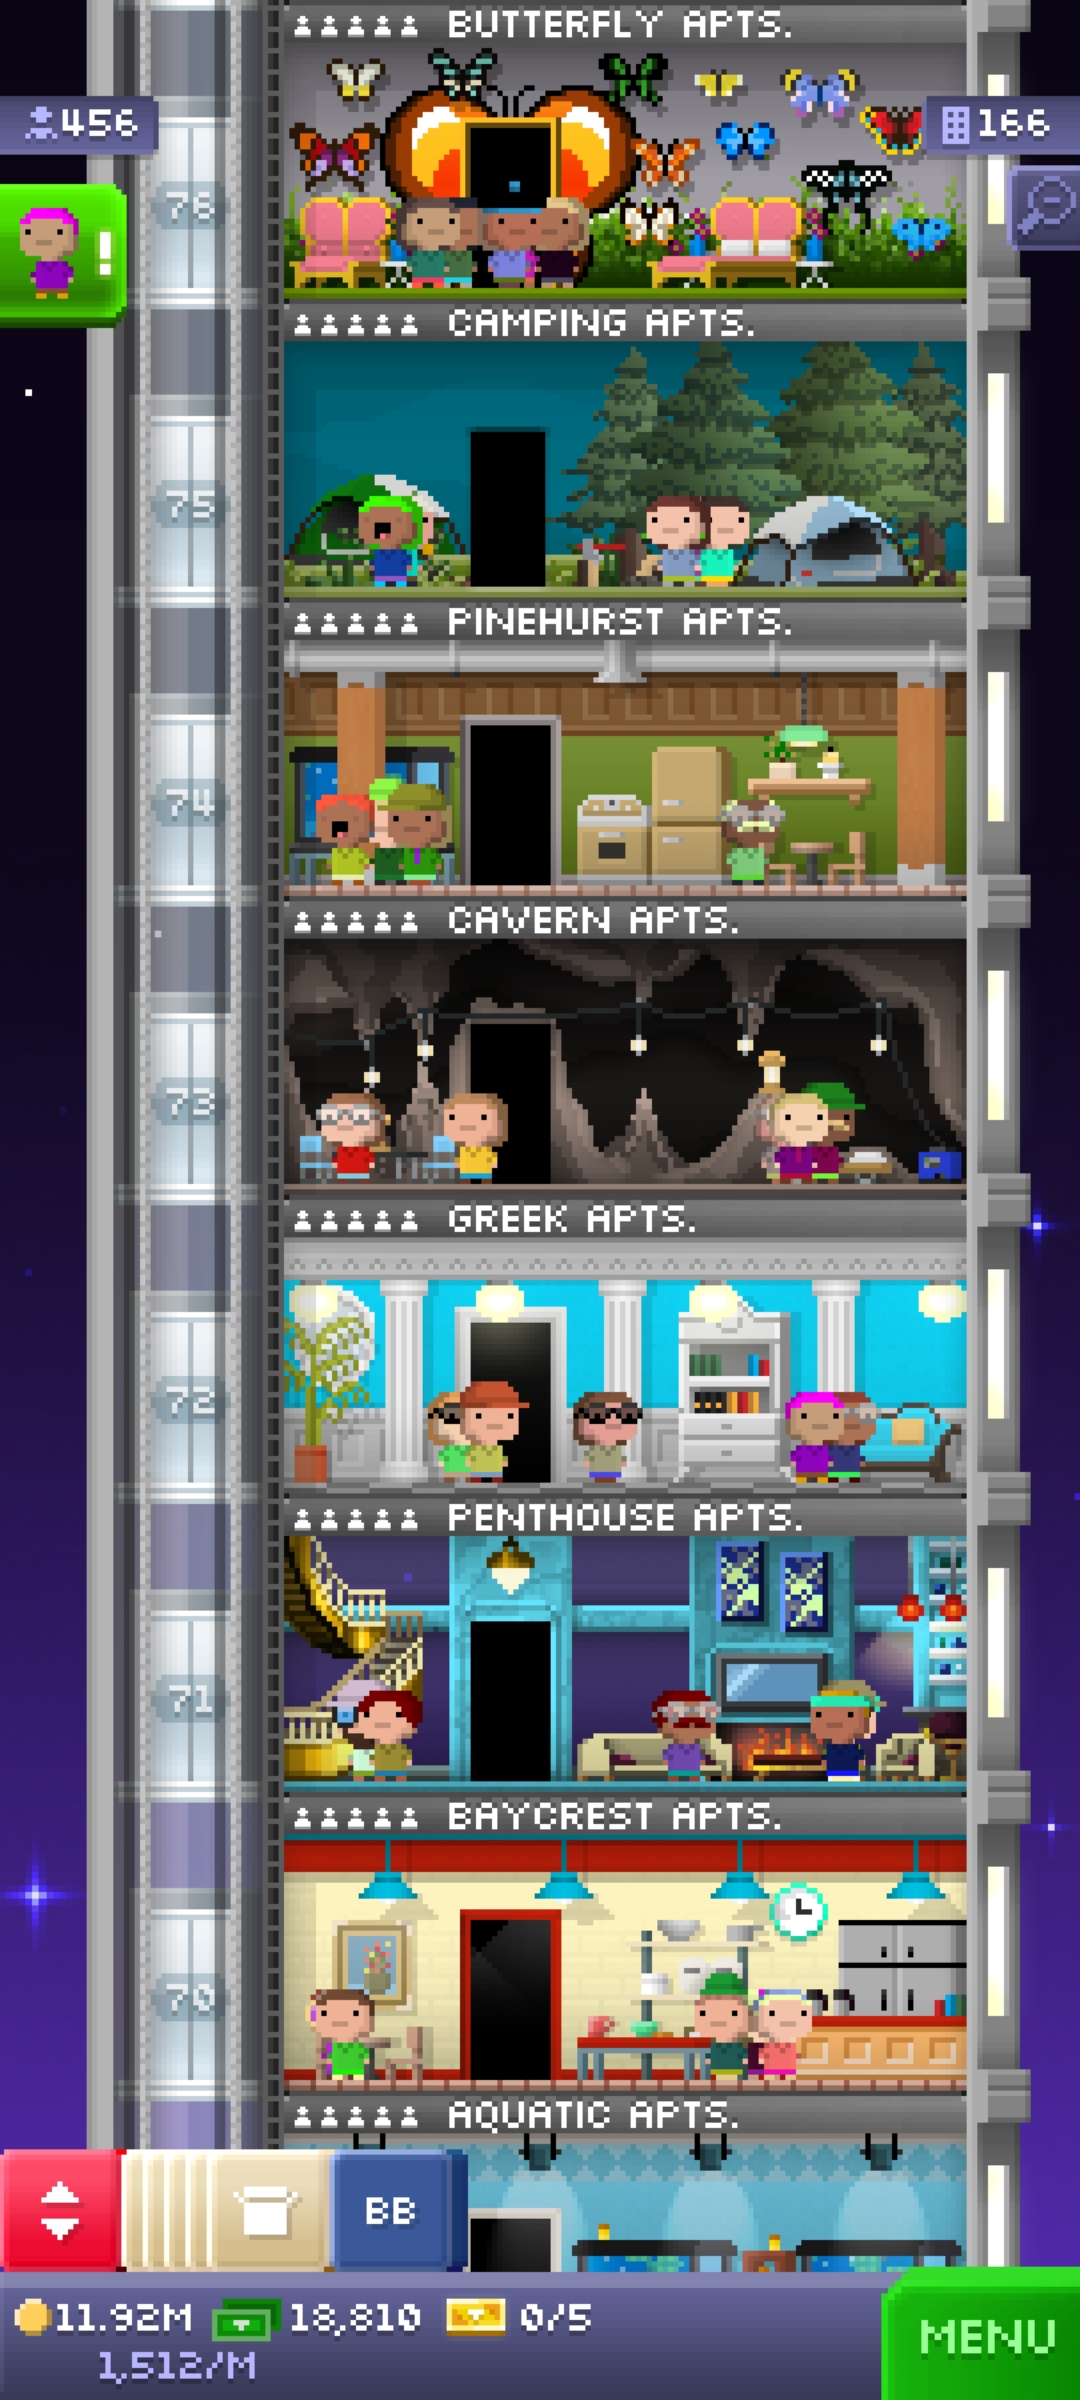 BUTTERFLY APTS.
456
166
76
!
CAMPING APTS.
75
PINEHURST APTS.
74
CAVERN APTS.
73
GREEK APTS.
72
PENTHOUSE APTS.
71
BAYCREST APTS.
70
AQUATIC APTS.
BB
11.92M 18,810 0/5
1,512/M
MENU